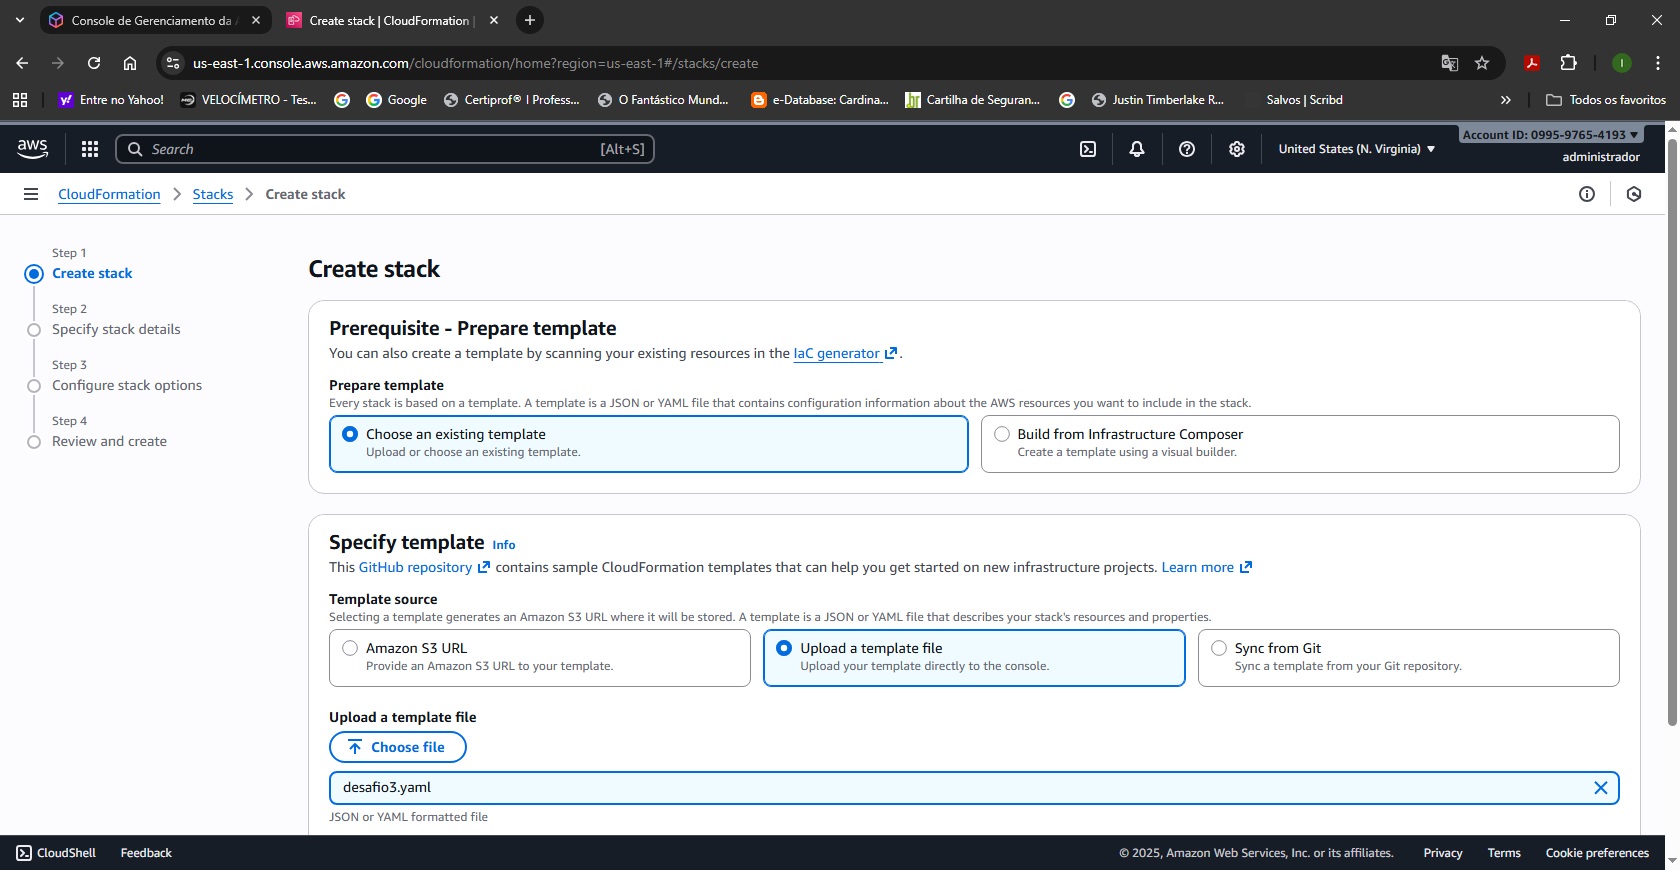 Console de Gerenciamento da
Create stack | CloudFormation |
us-east-1.console.aws.amazon.com/cloudformation/home?region=us-east-1#/stacks/create
Entre no Yahoo!
VELOCÍMETRO - Tes...
Google
Certiprof® I Profess...
O Fantástico Mund...
e-Database: Cardina...
Cartilha de Seguran...
Justin Timberlake R...
Salvos | Scribd
»
Todos os favoritos
aws
Search
[Alt+S]
United States (N. Virginia)
Account ID: 0995-9765-4193
administrador
CloudFormation
Stacks
Create stack
Step 1
Create stack
Step 2
Specify stack details
Step 3
Configure stack options
Step 4
Review and create
Create stack
Prerequisite - Prepare template
You can also create a template by scanning your existing resources in the IaC generator.
Prepare template
Every stack is based on a template. A template is a JSON or YAML file that contains configuration information about the AWS resources you want to include in the stack.
Choose an existing template
Upload or choose an existing template.
Build from Infrastructure Composer
Create a template using a visual builder.
Specify template Info
This GitHub repository contains sample CloudFormation templates that can help you get started on new infrastructure projects. Learn more
Template source
Selecting a template generates an Amazon S3 URL where it will be stored. A template is a JSON or YAML file that describes your stack's resources and properties.
Amazon S3 URL
Provide an Amazon S3 URL to your template.
Upload a template file
Upload your template directly to the console.
Sync from Git
Sync a template from your Git repository.
Upload a template file
Choose file
desafio3.yaml
JSON or YAML formatted file
CloudShell
Feedback
© 2025, Amazon Web Services, Inc. or its affiliates.
Privacy
Terms
Cookie preferences